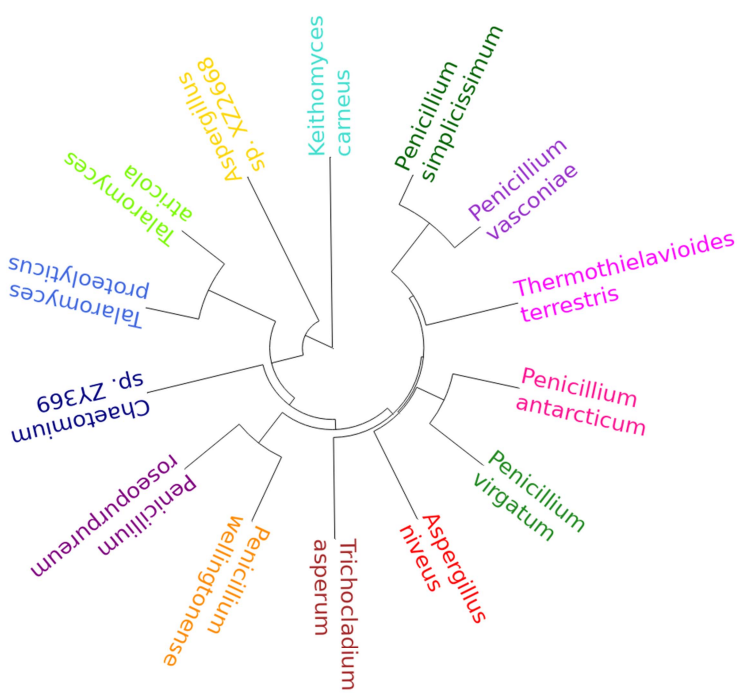 Keithomyces
carneus
Penicillium
simplicissimum
Penicillium
vasconiae
Thermothielavioides
terrestris
Penicillium
antarcticum
Penicillium
virgatum
Aspergillus
niveus
Trichocladium
asperum
Penicillium
wellingtonense
Penicillium
roseopurpureum
Chaetomium
sp. ZY369
Talaromyces
proteolyticus
Talaromyces
atricola
Aspergillus
sp. XZ2668